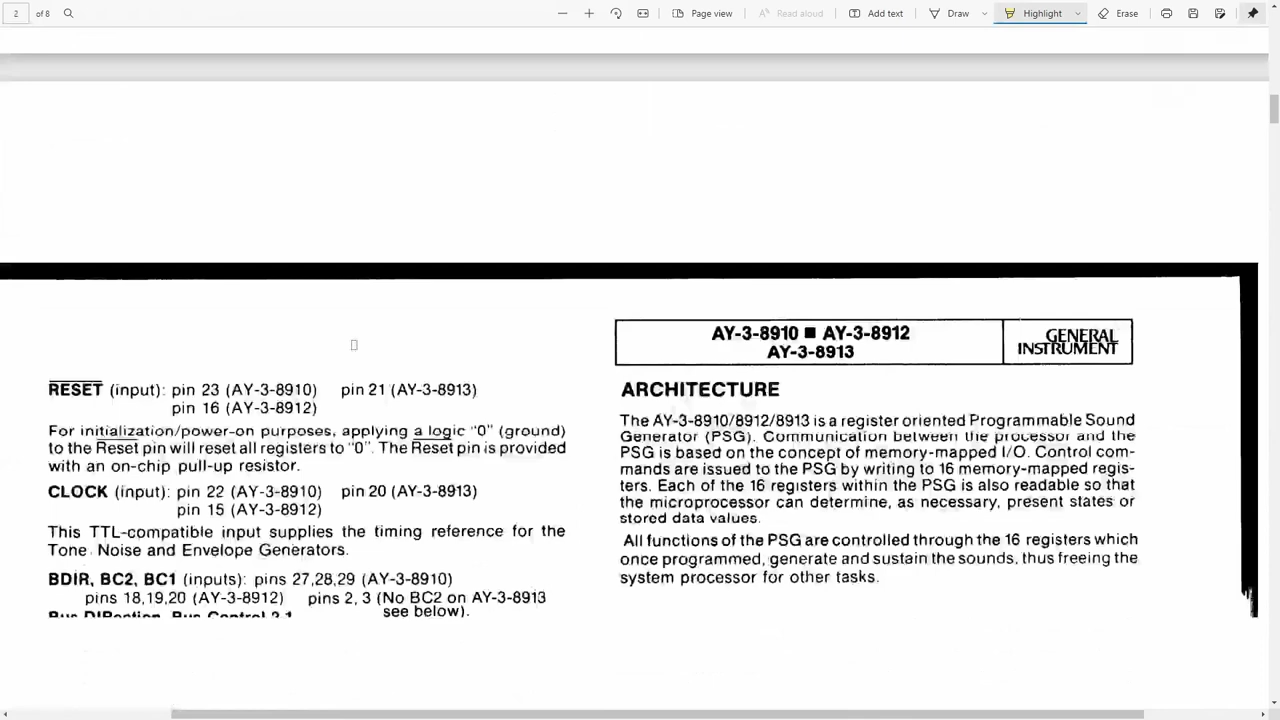 2 of 8 Page view Read aloud Add text Draw Highlight Erase
RESET (input): pin 23 (AY-3-8910) pin 21 (AY-3-8913)
pin 16 (AY-3-8912)
For initialization/power-on purposes, applying a logic "0" (ground)
to the Reset pin will reset all registers to "0". The Reset pin is provided
with an on-chip pull-up resistor.
CLOCK (input): pin 22 (AY-3-8910) pin 20 (AY-3-8913)
pin 15 (AY-3-8912)
This TTL-compatible input supplies the timing reference for the
Tone, Noise and Envelope Generators.
BDIR, BC2, BC1 (inputs): pins 27,28,29 (AY-3-8910)
pins 18,19,20 (AY-3-8912) pins 2, 3 (No BC2 on AY-3-8913
see below).
Bus DIRection, Bus Control 2,1
AY-3-8910 ■ AY-3-8912
AY-3-8913
GENERAL
INSTRUMENT
ARCHITECTURE
The AY-3-8910/8912/8913 is a register oriented Programmable Sound
Generator (PSG). Communication between the processor and the
PSG is based on the concept of memory-mapped I/O. Control com-
mands are issued to the PSG by writing to 16 memory-mapped regis-
ters. Each of the 16 registers within the PSG is also readable so that
the microprocessor can determine, as necessary, present states or
stored data values.
All functions of the PSG are controlled through the 16 registers which
once programmed, generate and sustain the sounds, thus freeing the
system processor for other tasks.